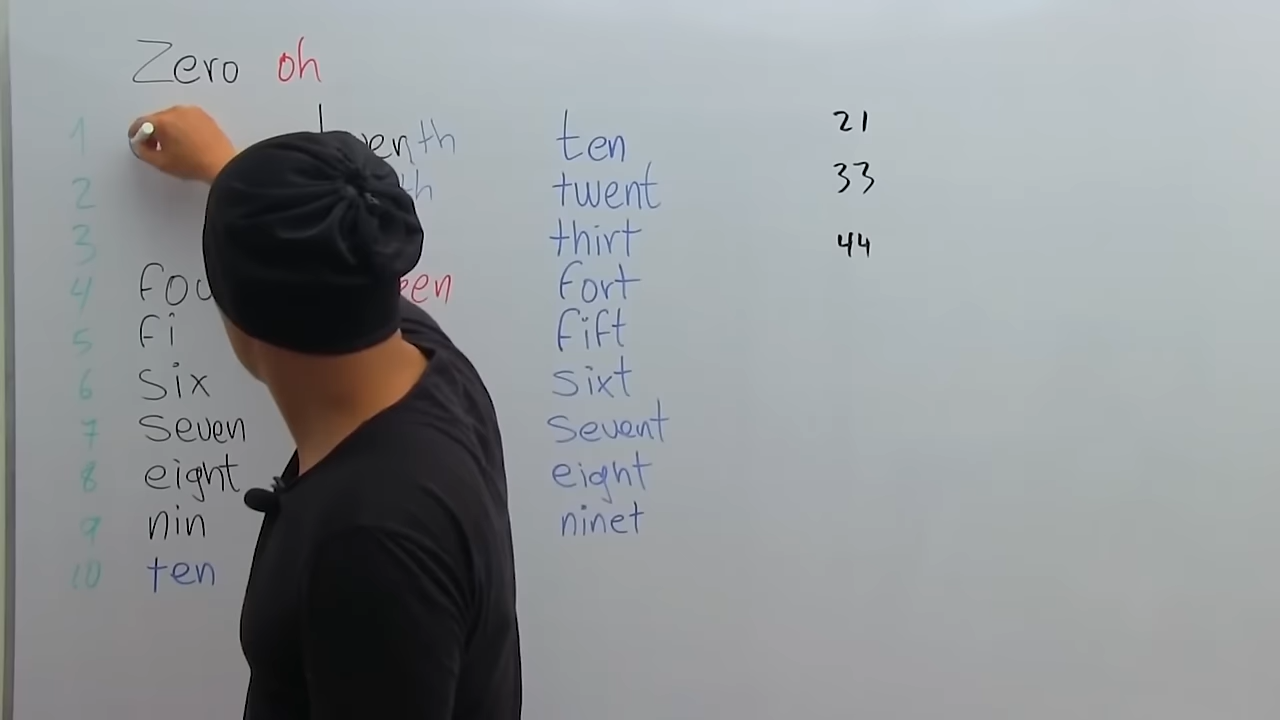 Zero oh
1 enth ten 21
2 th twent 33
3 thirt 44
4 fou een fort
5 fi fift
6 six sixt
7 seven sevent
8 eight eight
9 nin ninet
10 ten